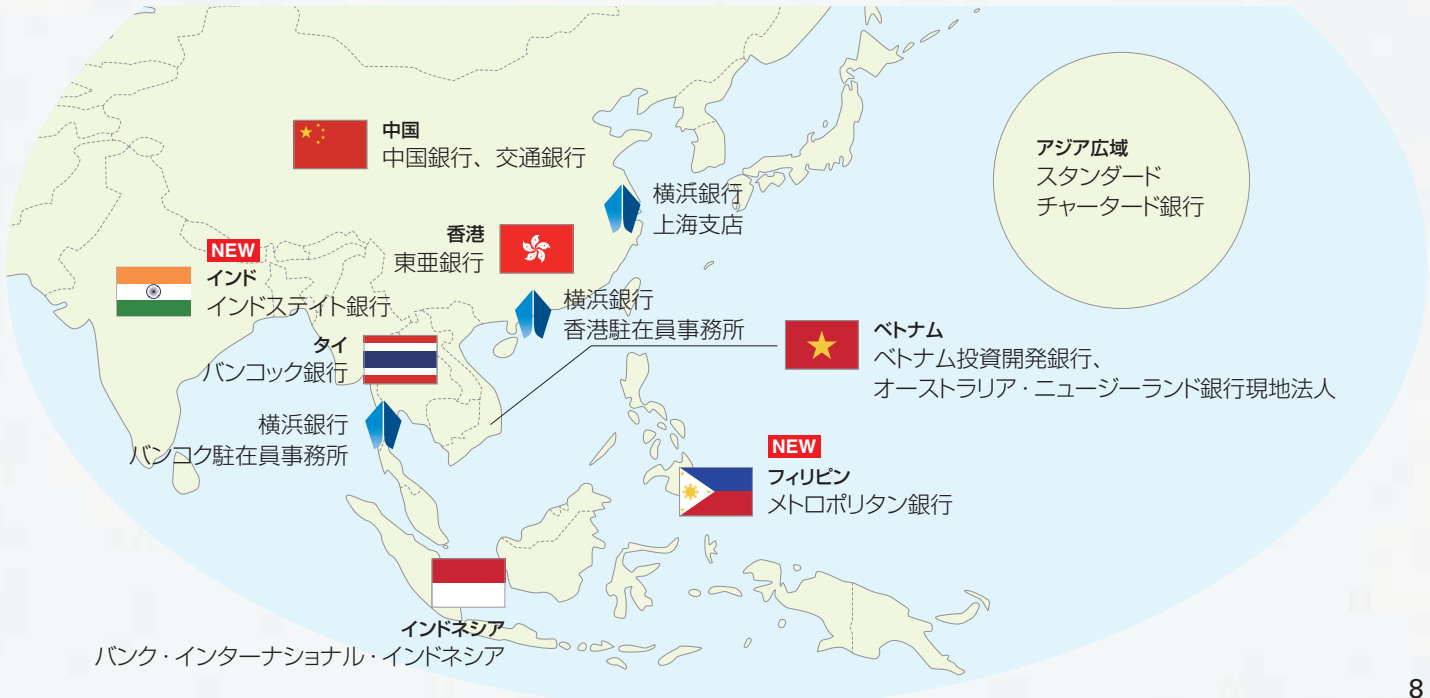 中国
中国銀行、交通銀行
アジア広域
スタンダード
チャータード銀行
横浜銀行
上海支店
香港
東亜銀行
NEW
インド
インドステイト銀行
横浜銀行
香港駐在員事務所
タイ
バンコック銀行
ベトナム
ベトナム投資開発銀行、
オーストラリア・ニュージーランド銀行現地法人
横浜銀行
バンコク駐在員事務所
NEW
フィリピン
メトロポリタン銀行
インドネシア
バンク・インターナショナル・インドネシア
8